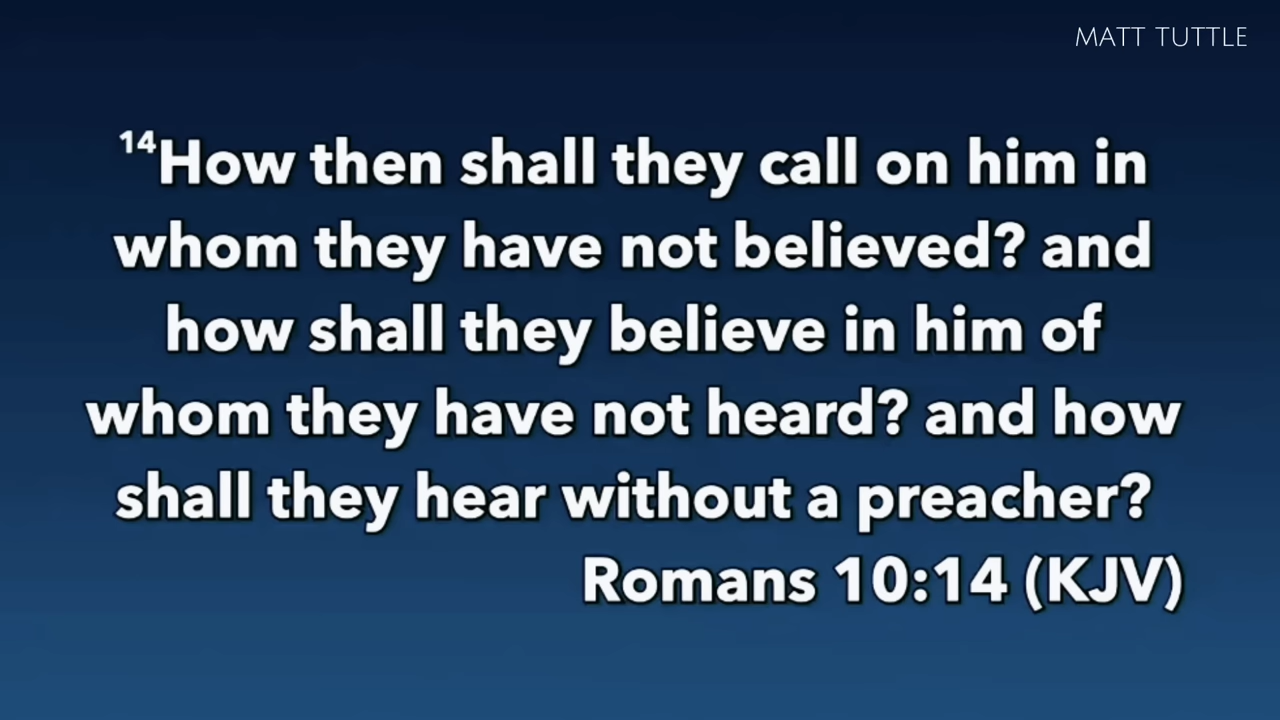 MATT TUTTLE
14How then shall they call on him in
whom they have not believed? and
how shall they believe in him of
whom they have not heard? and how
shall they hear without a preacher?
Romans 10:14 (KJV)